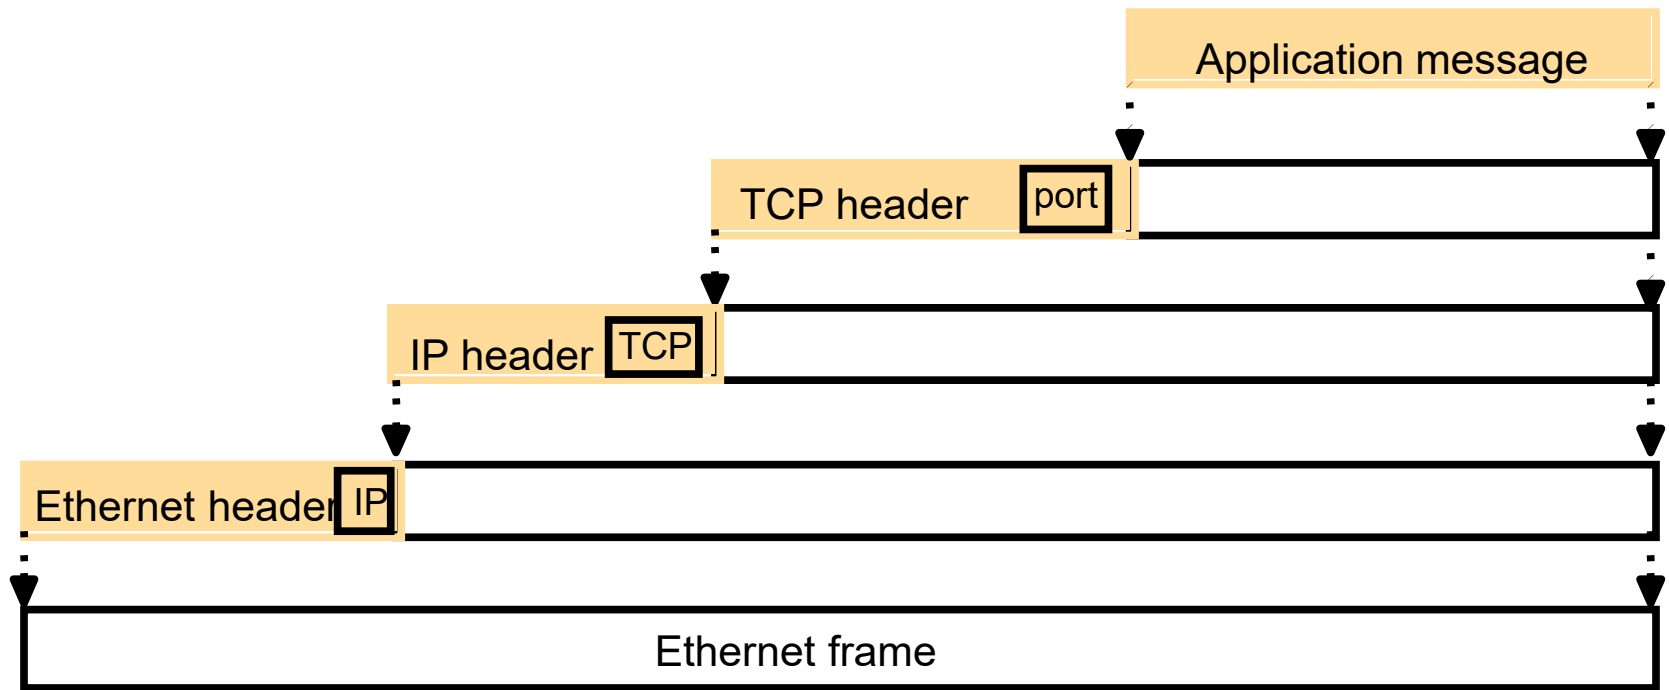 Application message
TCP header port
IP header TCP
Ethernet header IP
Ethernet frame